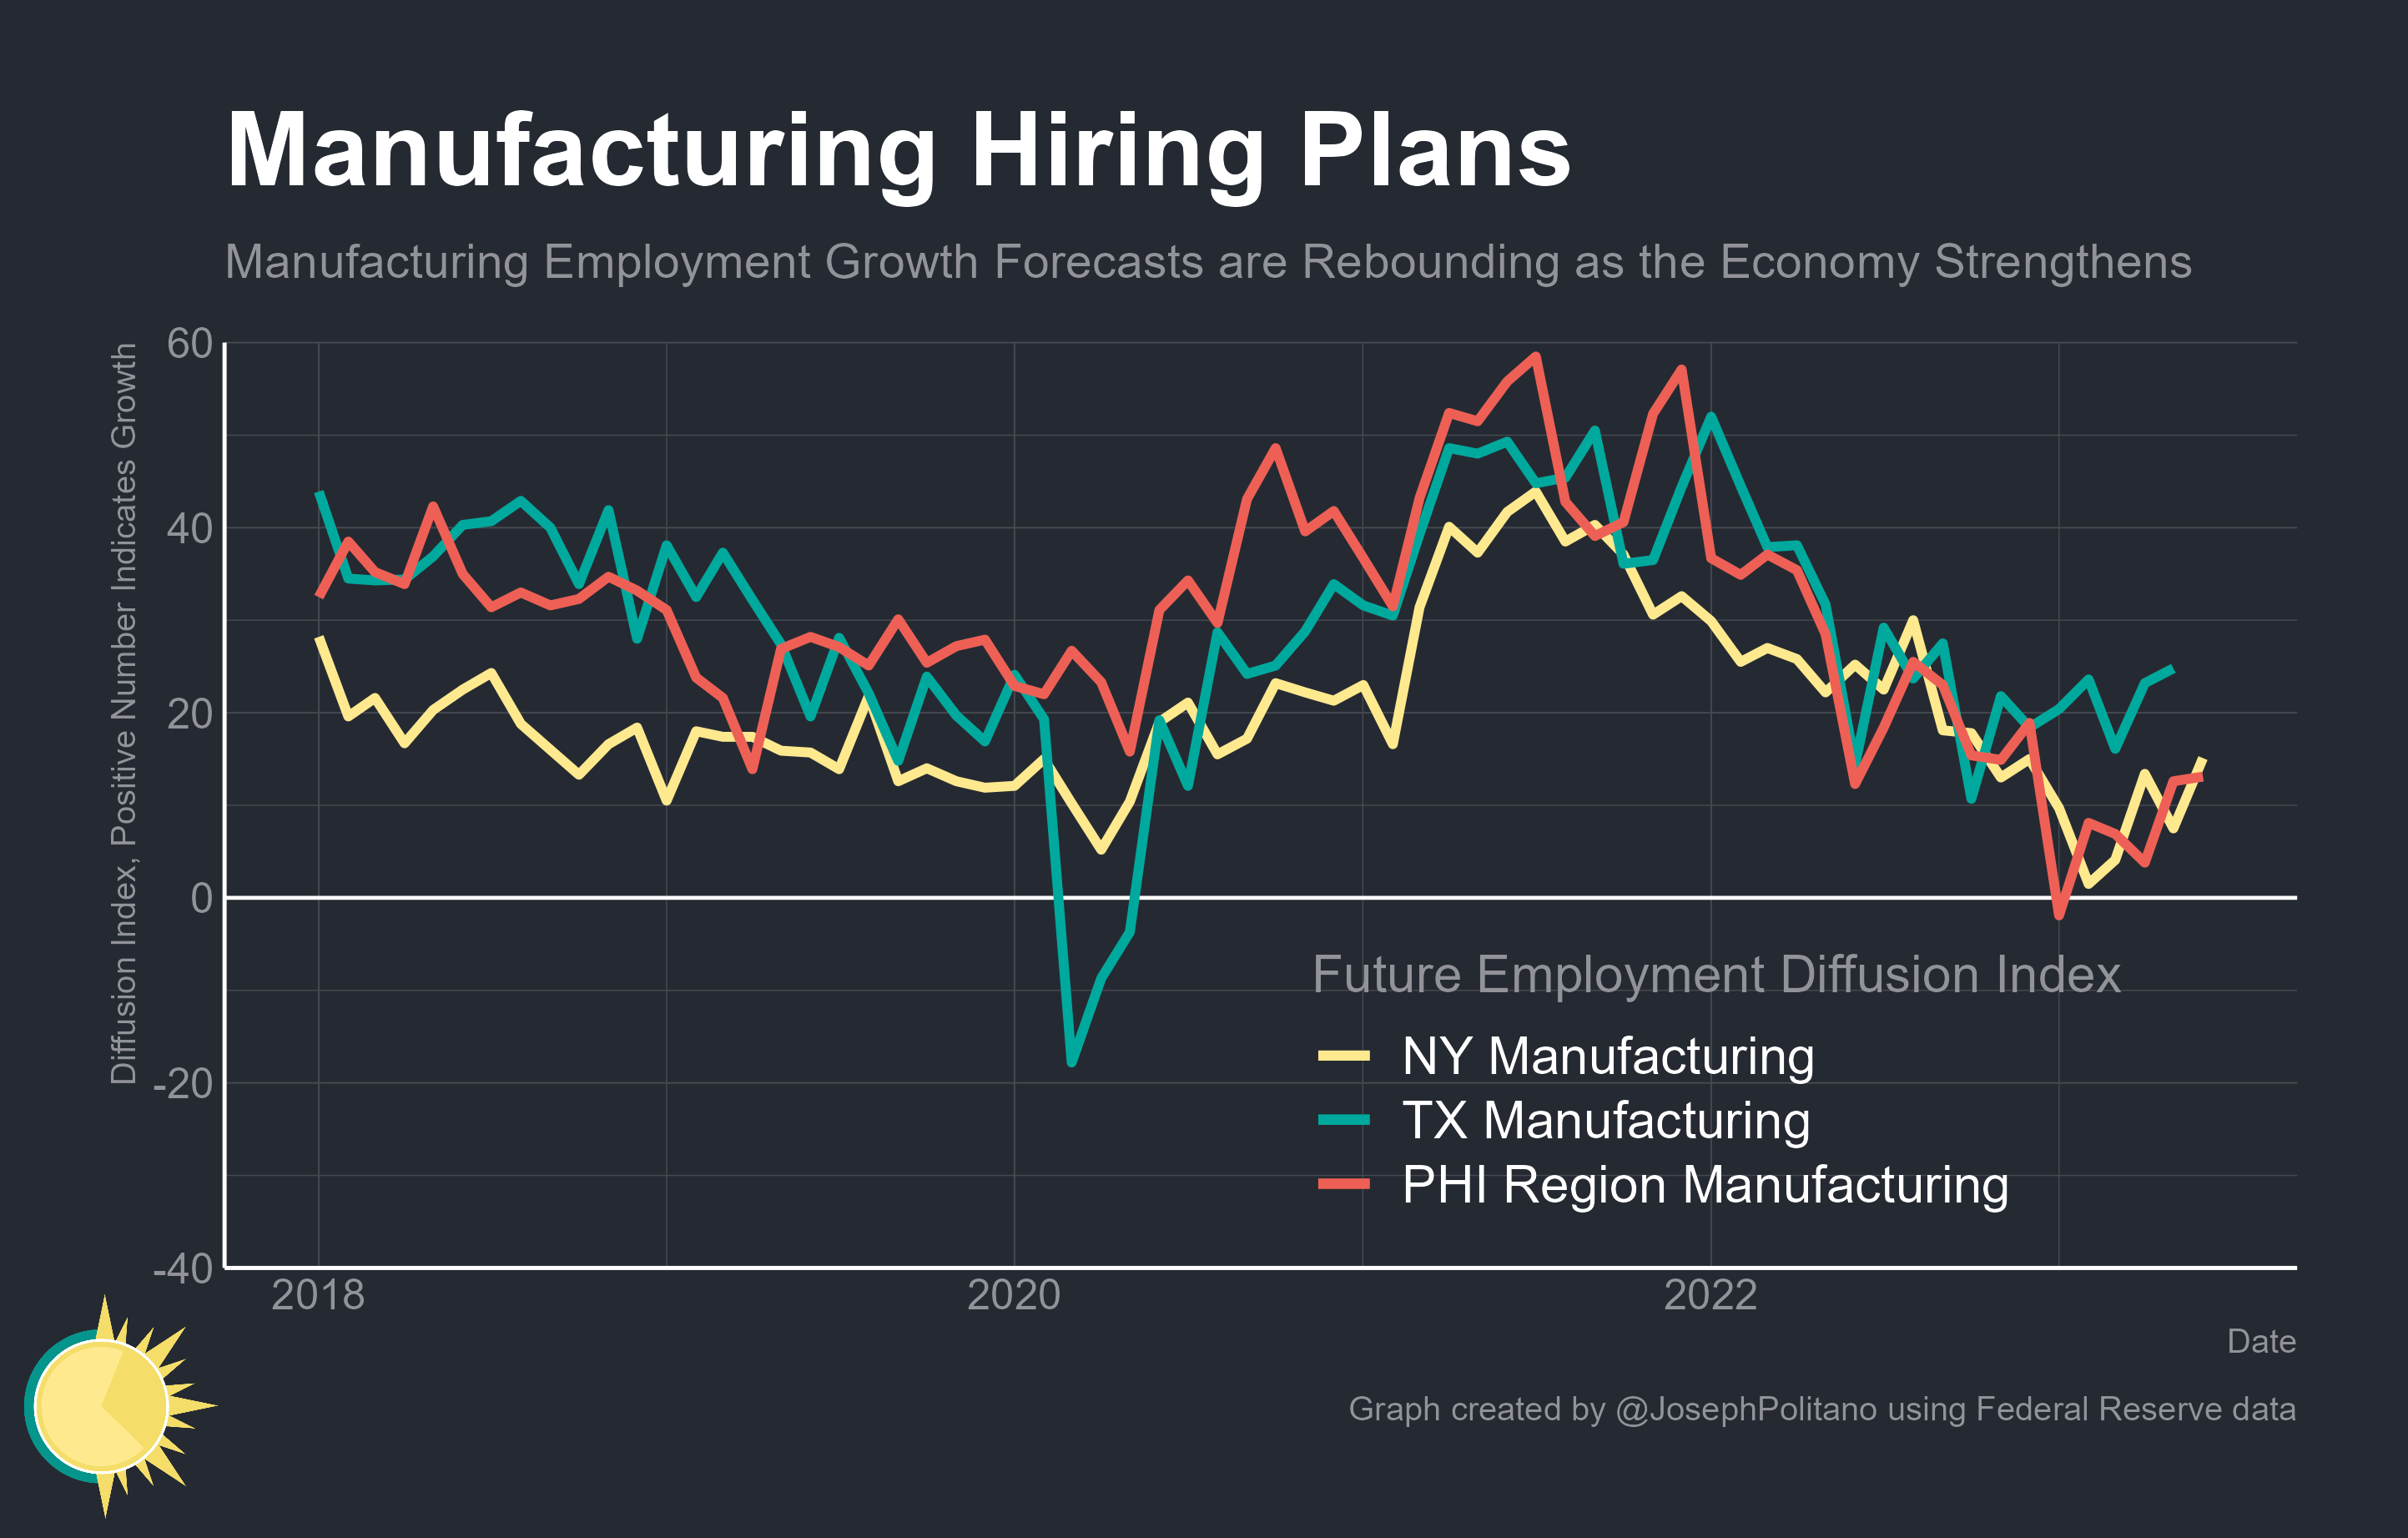 Manufacturing Hiring Plans
Manufacturing Employment Growth Forecasts are Rebounding as the Economy Strengthens
Diffusion Index, Positive Number Indicates Growth
60
40
20
0
-20
-40
Future Employment Diffusion Index
NY Manufacturing
TX Manufacturing
PHI Region Manufacturing
2018
2020
2022
Date
Graph created by @JosephPolitano using Federal Reserve data